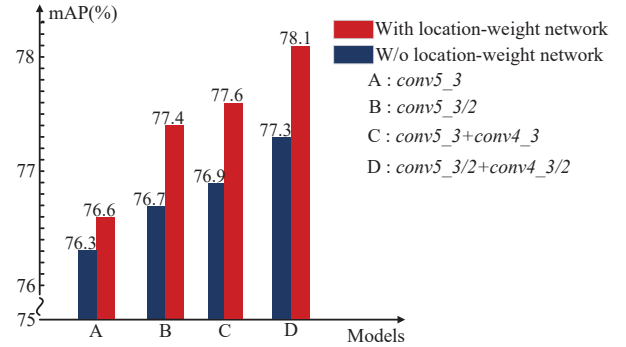 mAP(%)
78
77
76
75
76.3
76.6
76.7
77.4
76.9
77.6
77.3
78.1
A
B
C
D
Models
With location-weight network
W/o location-weight network
A : conv5_3
B : conv5_3/2
C : conv5_3+conv4_3
D : conv5_3/2+conv4_3/2